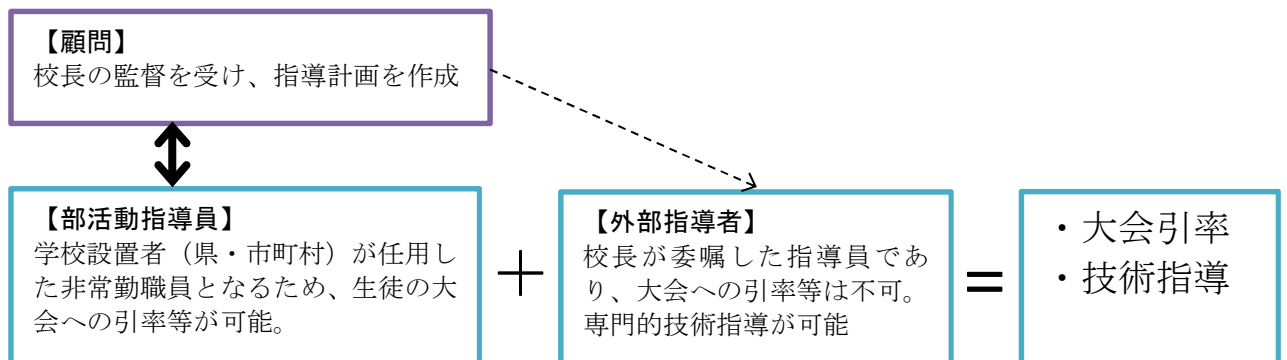 【顧問】
校長の監督を受け、指導計画を作成
【部活動指導員】
学校設置者（県・市町村）が任用し
た非常勤職員となるため、生徒の大
会への引率等が可能。
＋
【外部指導者】
校長が委嘱した指導員であ
り、大会への引率等は不可。
専門的技術指導が可能
＝
・大会引率
・技術指導